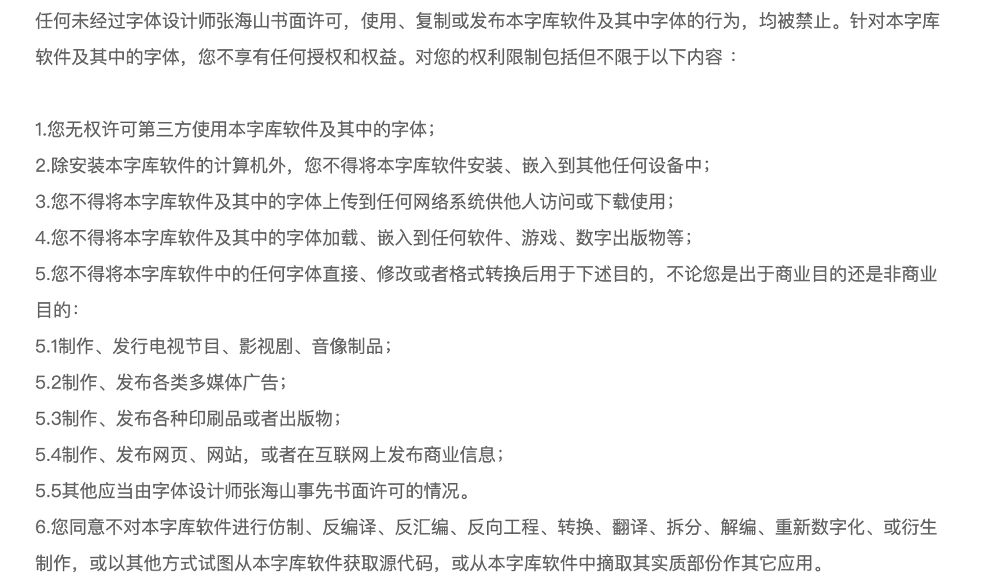 任何未经过字体设计师张海山书面许可，使用、复制或发布本字库软件及其中字体的行为，均被禁止。针对本字库
软件及其中的字体，您不享有任何授权和权益。对您的权利限制包括但不限于以下内容 ：
1.您无权许可第三方使用本字库软件及其中的字体；
2.除安装本字库软件的计算机外，您不得将本字库软件安装、嵌入到其他任何设备中；
3.您不得将本字库软件及其中的字体上传到任何网络系统供他人访问或下载使用；
4.您不得将本字库软件及其中的字体加载、嵌入到任何软件、游戏、数字出版物等；
5.您不得将本字库软件中的任何字体直接、修改或者格式转换后用于下述目的，不论您是出于商业目的还是非商业
目的：
5.1制作、发行电视节目、影视剧、音像制品；
5.2制作、发布各类多媒体广告；
5.3制作、发布各种印刷品或者出版物；
5.4制作、发布网页、网站，或者在互联网上发布商业信息；
5.5其他应当由字体设计师张海山事先书面许可的情况。
6.您同意不对本字库软件进行仿制、反编译、反汇编、反向工程、转换、翻译、拆分、解编、重新数字化、或衍生
制作，或以其他方式试图从本字库软件获取源代码，或从本字库软件中摘取其实质部份作其它应用。